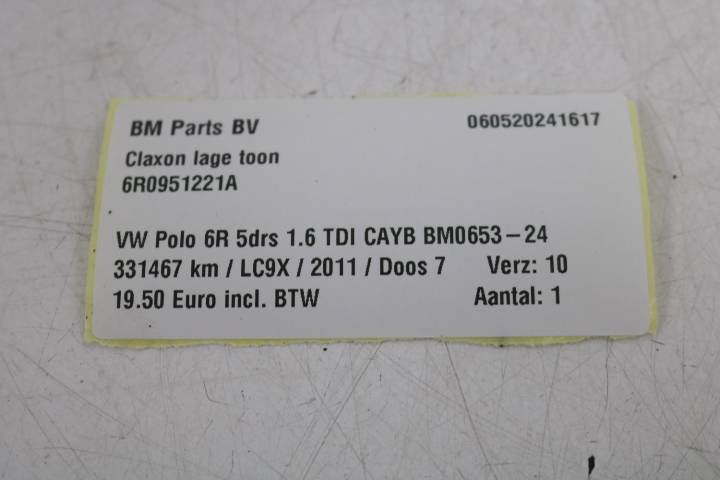 BM Parts BV 060520241617
Claxon lage toon
6R0951221A
VW Polo 6R 5drs 1.6 TDI CAYB BM0653-24
331467 km / LC9X / 2011 / Doos 7 Verz: 10
19.50 Euro incl. BTW Aantal: 1